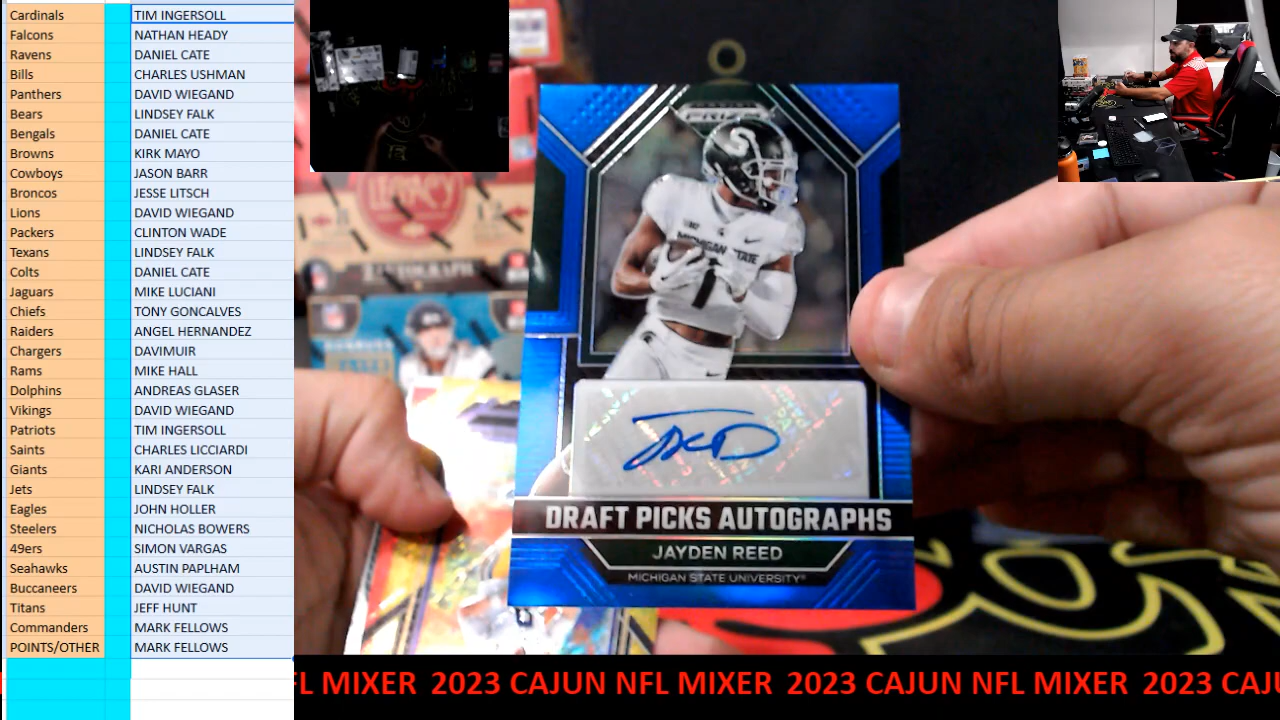 Cardinals TIM INGERSOLL
Falcons NATHAN HEADY
Ravens DANIEL CATE
Bills CHARLES USHMAN
Panthers DAVID WIEGAND
Bears LINDSEY FALK
Bengals DANIEL CATE
Browns KIRK MAYO
Cowboys JASON BARR
Broncos JESSE LITSCH
Lions DAVID WIEGAND
Packers CLINTON WADE
Texans LINDSEY FALK
Colts DANIEL CATE
Jaguars MIKE LUCIANI
Chiefs TONY GONCALVES
Raiders ANGEL HERNANDEZ
Chargers DAVIMUIR
Rams MIKE HALL
Dolphins ANDREAS GLASER
Vikings DAVID WIEGAND
Patriots TIM INGERSOLL
Saints CHARLES LICCIARDI
Giants KARI ANDERSON
Jets LINDSEY FALK
Eagles JOHN HOLLER
Steelers NICHOLAS BOWERS
49ers SIMON VARGAS
Seahawks AUSTIN PAPLHAM
Buccaneers DAVID WIEGAND
Titans JEFF HUNT
Commanders MARK FELLOWS
POINTS/OTHER MARK FELLOWS
LEGACY
PRIZM
S
MICHIGAN STATE
1
DRAFT PICKS AUTOGRAPHS
JAYDEN REED
MICHIGAN STATE UNIVERSITY®
FL MIXER 2023 CAJUN NFL MIXER 2023 CAJUN NFL MIXER 2023 CAJU